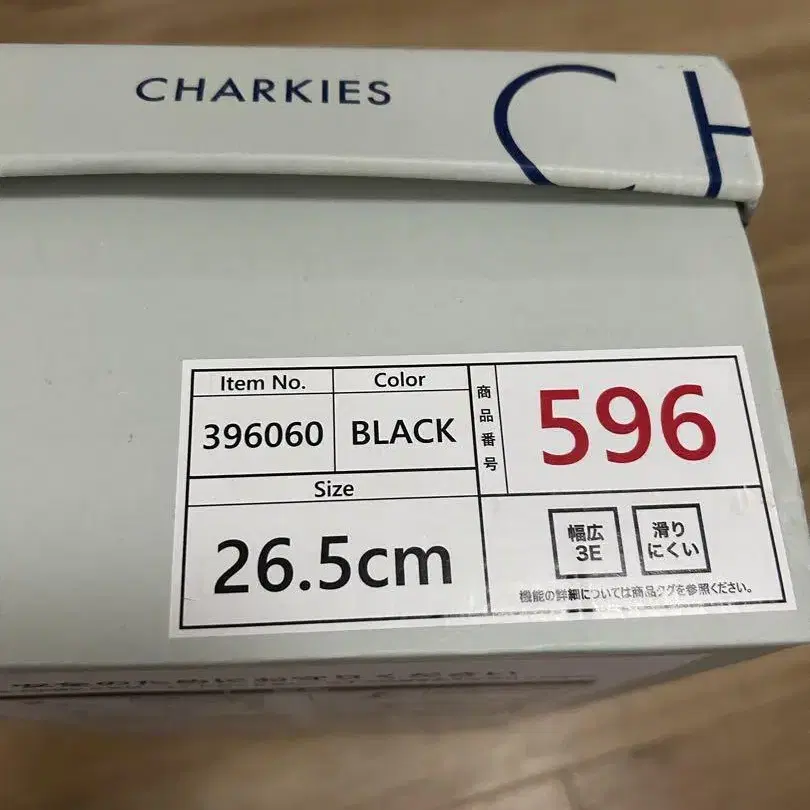 CHARKIES
CH
Item No.
Color
商品番号
596
396060
BLACK
Size
26.5cm
幅広
3E
滑り
にくい
機能の詳細については商品タグを参照ください。